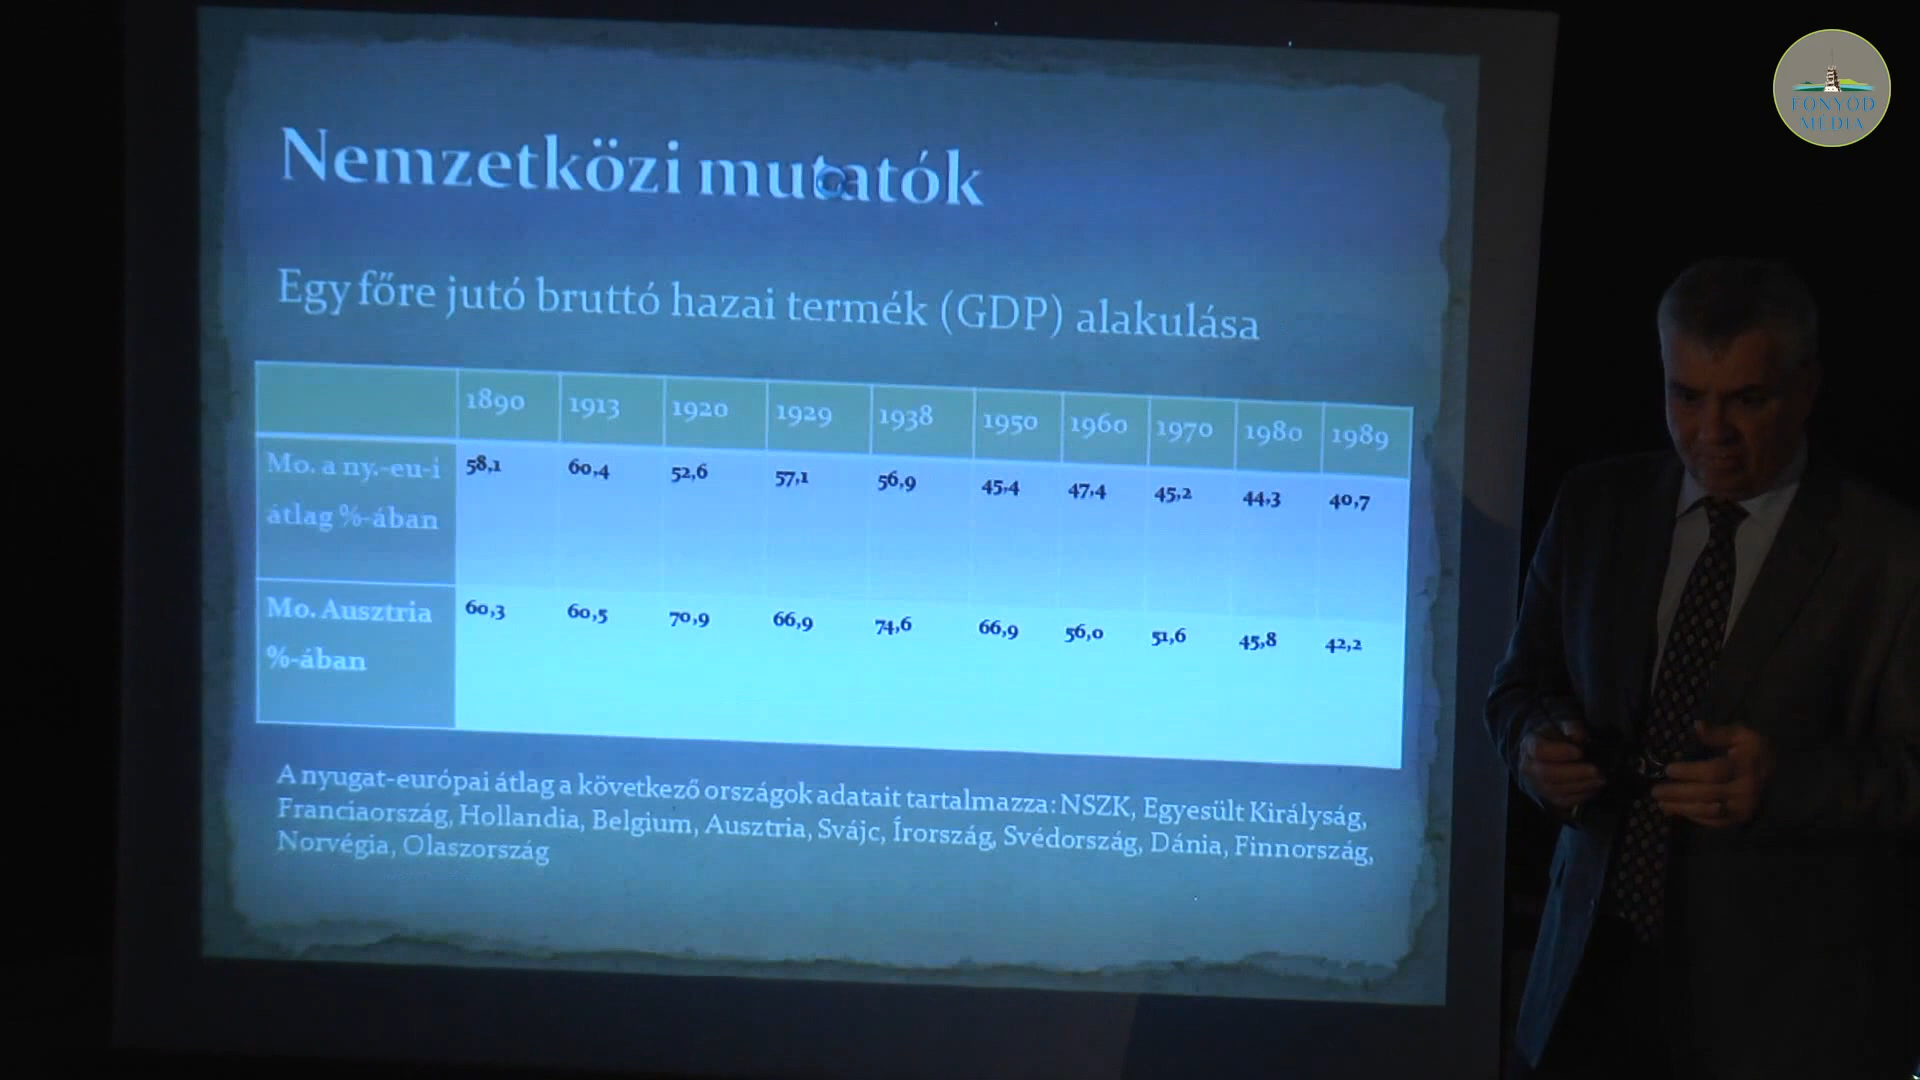 FONYÓD
MÉDIA
Nemzetközi mutatók
Egy főre jutó bruttó hazai termék (GDP) alakulása
1890 1913 1920 1929 1938 1950 1960 1970 1980 1989
Mo. a ny.-eu-i 58,1 60,4 52,6 57,1 56,9 45,4 47,4 45,2 44,3 40,7
átlag %-ában
Mo. Ausztria 60,3 60,5 70,9 66,9 74,6 66,9 56,0 51,6 45,8 42,2
%-ában
A nyugat-európai átlag a következő országok adatait tartalmazza: NSZK, Egyesült Királyság,
Franciaország, Hollandia, Belgium, Ausztria, Svájc, Írország, Svédország, Dánia, Finnország,
Norvégia, Olaszország